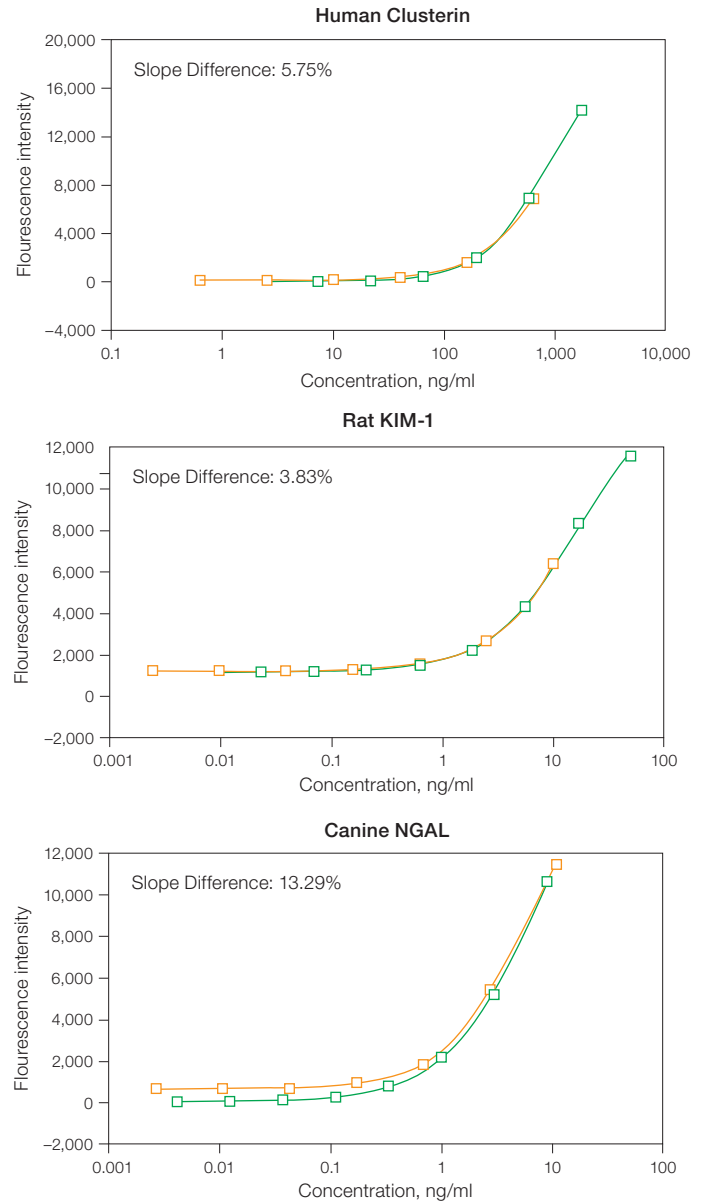 Human Clusterin
20,000
Slope Difference: 5.75%
16,000
12,000
8,000
4,000
0
−4,000
Flourescence intensity
0.1 1 10 100 1,000 10,000
Concentration, ng/ml
Rat KIM-1
12,000
Slope Difference: 3.83%
10,000
8,000
6,000
4,000
2,000
0
−2,000
Flourescence intensity
0.001 0.01 0.1 1 10 100
Concentration, ng/ml
Canine NGAL
12,000
Slope Difference: 13.29%
10,000
8,000
6,000
4,000
2,000
0
−2,000
Flourescence intensity
0.001 0.01 0.1 1 10 100
Concentration, ng/ml